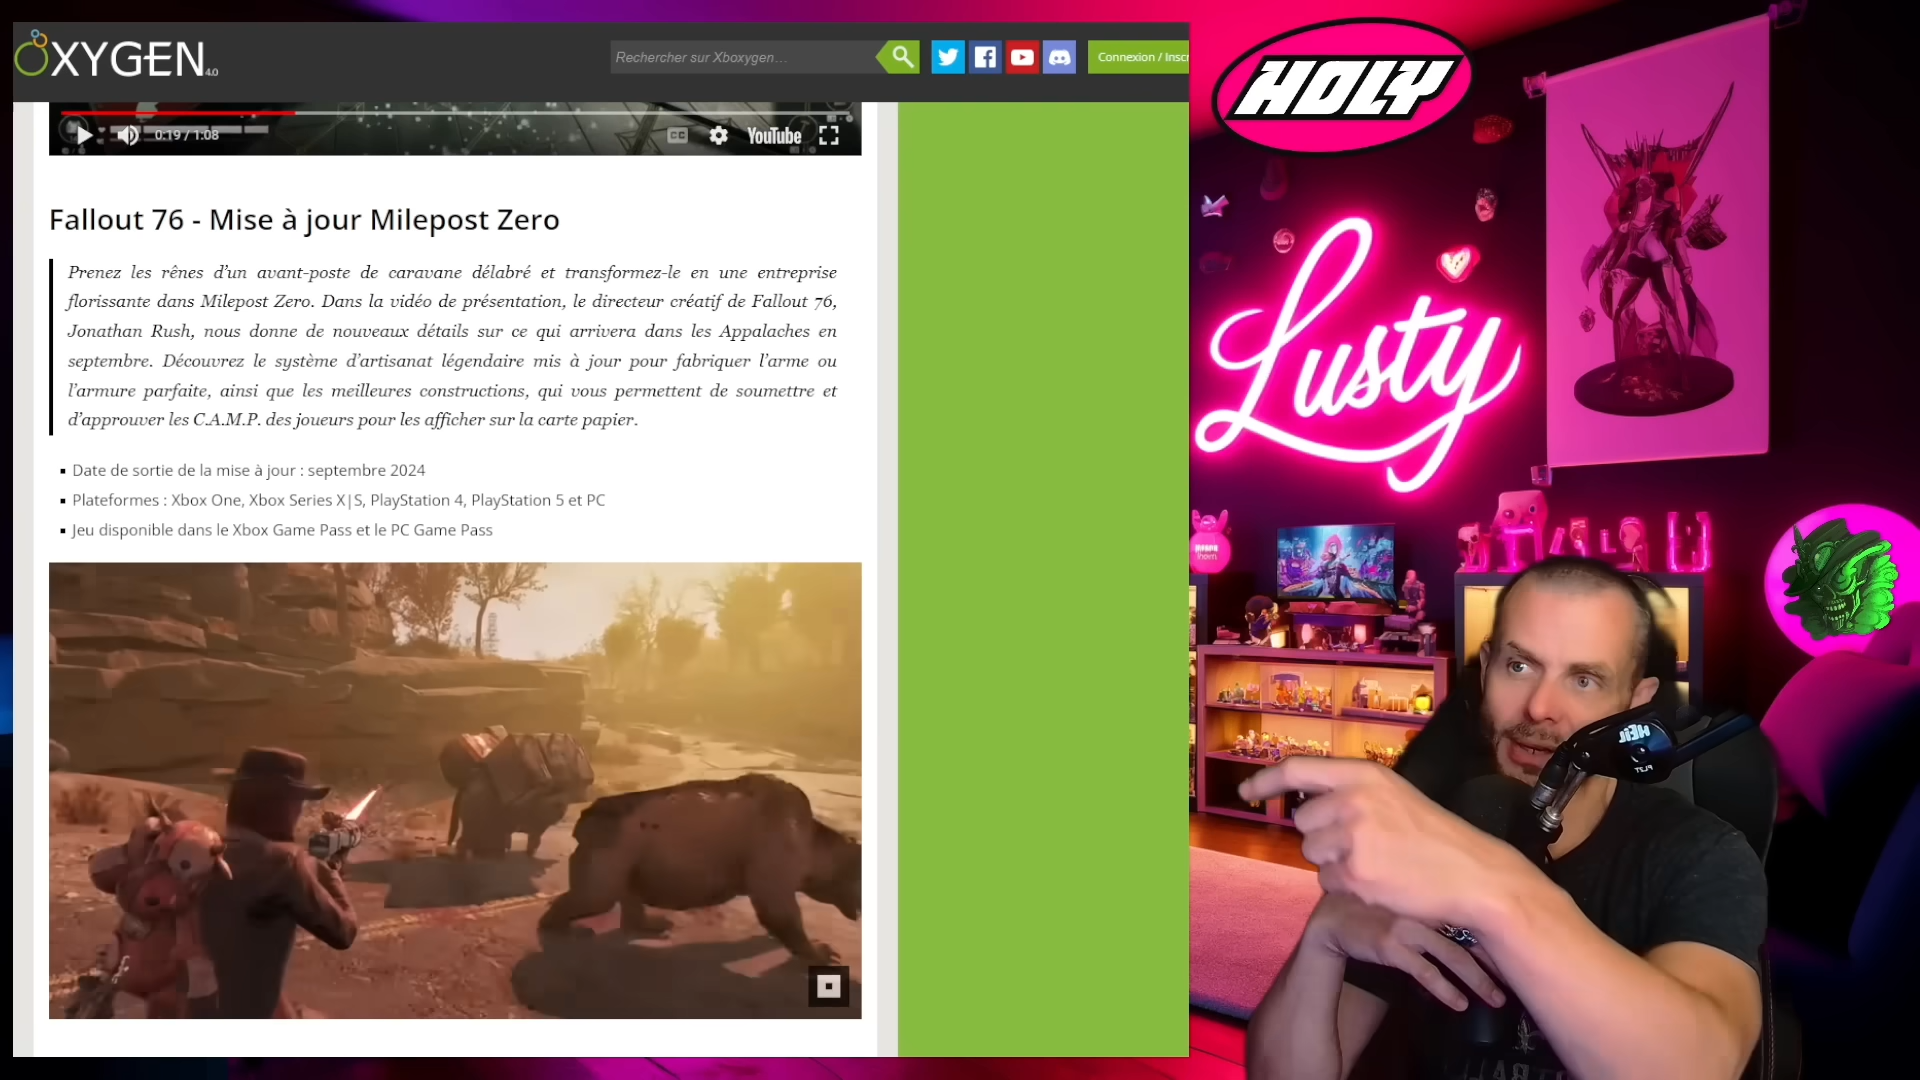 XYGEN 4.0
Rechercher sur Xboxygen…
Connexion / Inscr
0:19 / 1:08
CC
YouTube
Fallout 76 - Mise à jour Milepost Zero
Prenez les rênes d’un avant-poste de caravane délabré et transformez-le en une entreprise
florissante dans Milepost Zero. Dans la vidéo de présentation, le directeur créatif de Fallout 76,
Jonathan Rush, nous donne de nouveaux détails sur ce qui arrivera dans les Appalaches en
septembre. Découvrez le système d’artisanat légendaire mis à jour pour fabriquer l’arme ou
l’armure parfaite, ainsi que les meilleures constructions, qui vous permettent de soumettre et
d’approuver les C.A.M.P. des joueurs pour les afficher sur la carte papier.
Date de sortie de la mise à jour : septembre 2024
Plateformes : Xbox One, Xbox Series X|S, PlayStation 4, PlayStation 5 et PC
Jeu disponible dans le Xbox Game Pass et le PC Game Pass
HOLY
Lusty
HEiL